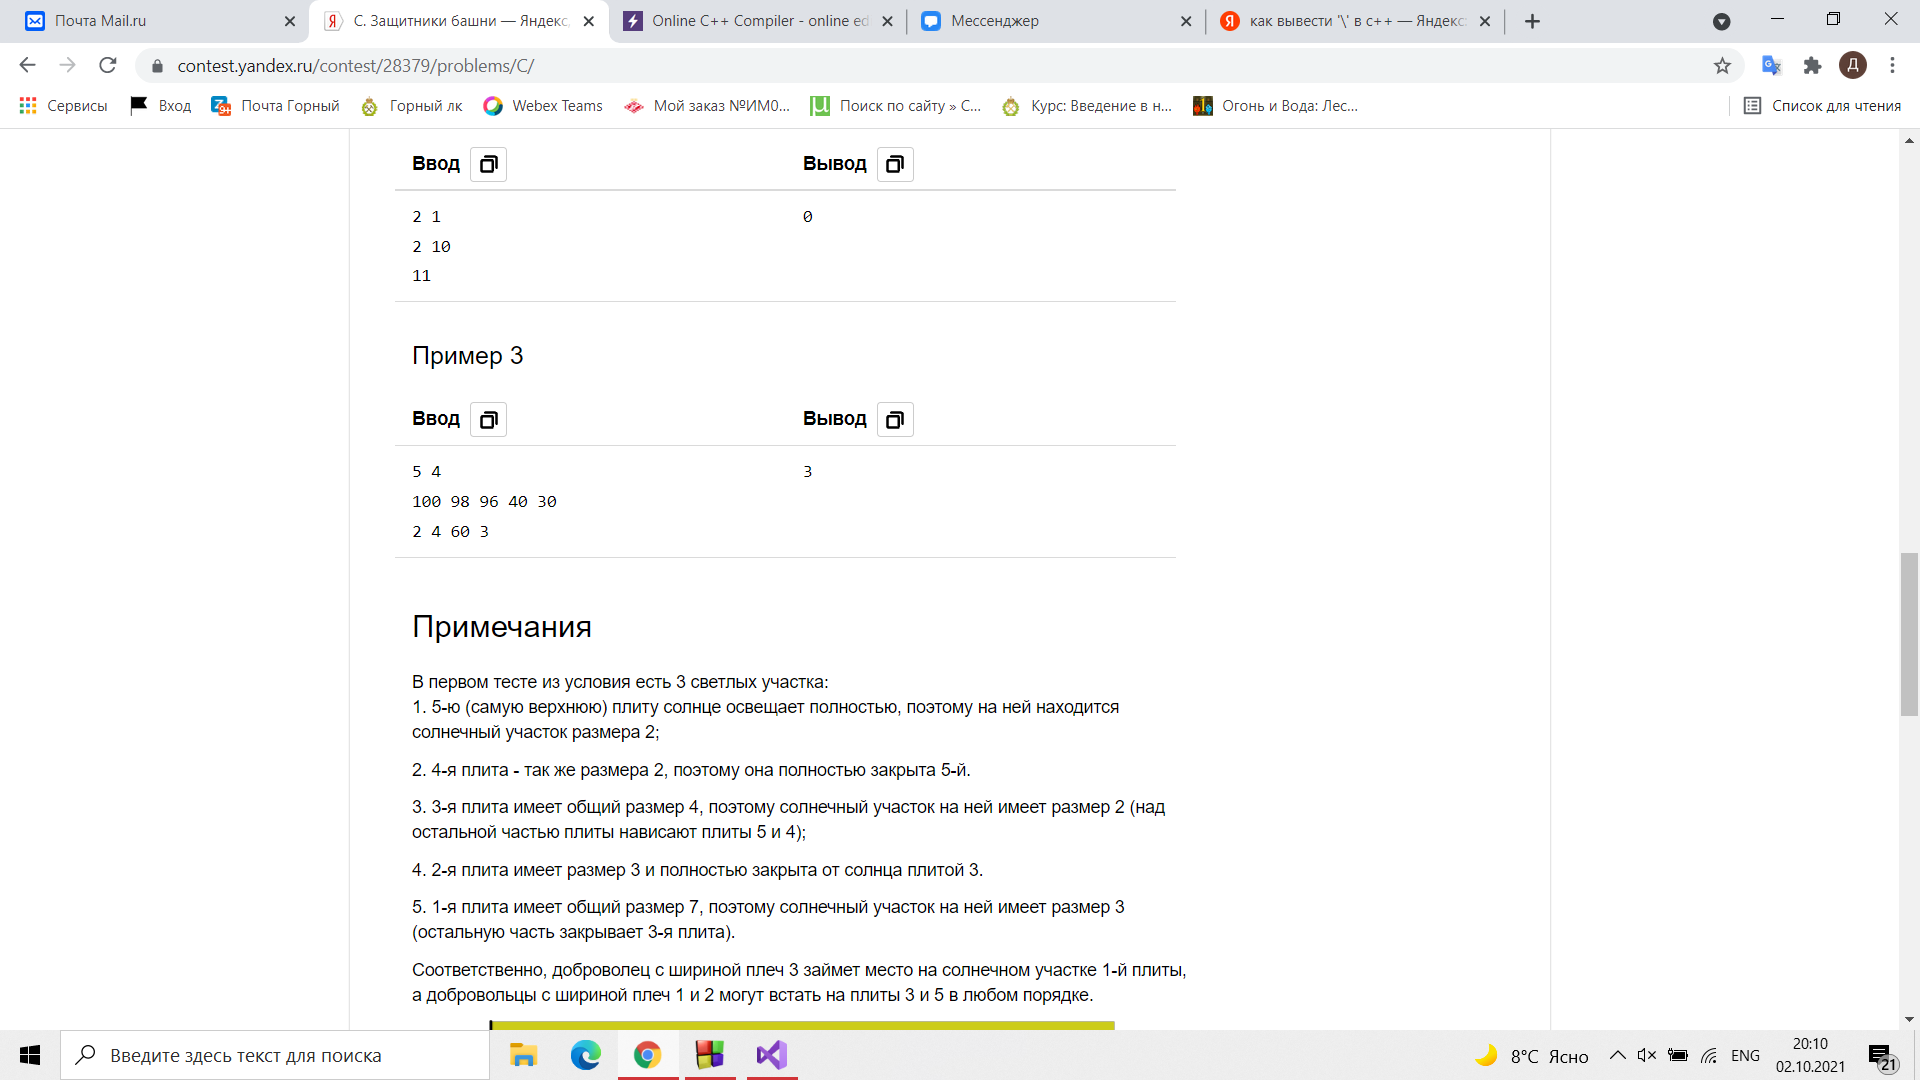 Почта Mail.ru
С. Защитники башни — Яндекс.
Online C++ Compiler - online ed
Мессенджер
как вывести '\' в с++ — Яндекс:
contest.yandex.ru/contest/28379/problems/C/
Д
Сервисы
Вход
Почта Горный
Горный лк
Webex Teams
Мой заказ №ИМ0...
Поиск по сайту » С...
Курс: Введение в н...
Огонь и Вода: Лес...
Список для чтения
Ввод Вывод
2 1 0
2 10
11
Пример 3
Ввод Вывод
5 4 3
100 98 96 40 30
2 4 60 3
Примечания
В первом тесте из условия есть 3 светлых участка:
1. 5-ю (самую верхнюю) плиту солнце освещает полностью, поэтому на ней находится
солнечный участок размера 2;
2. 4-я плита - так же размера 2, поэтому она полностью закрыта 5-й.
3. 3-я плита имеет общий размер 4, поэтому солнечный участок на ней имеет размер 2 (над
остальной частью плиты нависают плиты 5 и 4);
4. 2-я плита имеет размер 3 и полностью закрыта от солнца плитой 3.
5. 1-я плита имеет общий размер 7, поэтому солнечный участок на ней имеет размер 3
(остальную часть закрывает 3-я плита).
Соответственно, доброволец с шириной плеч 3 займет место на солнечном участке 1-й плиты,
а добровольцы с шириной плеч 1 и 2 могут встать на плиты 3 и 5 в любом порядке.
Введите здесь текст для поиска
8°C Ясно
ENG
20:10
02.10.2021
21